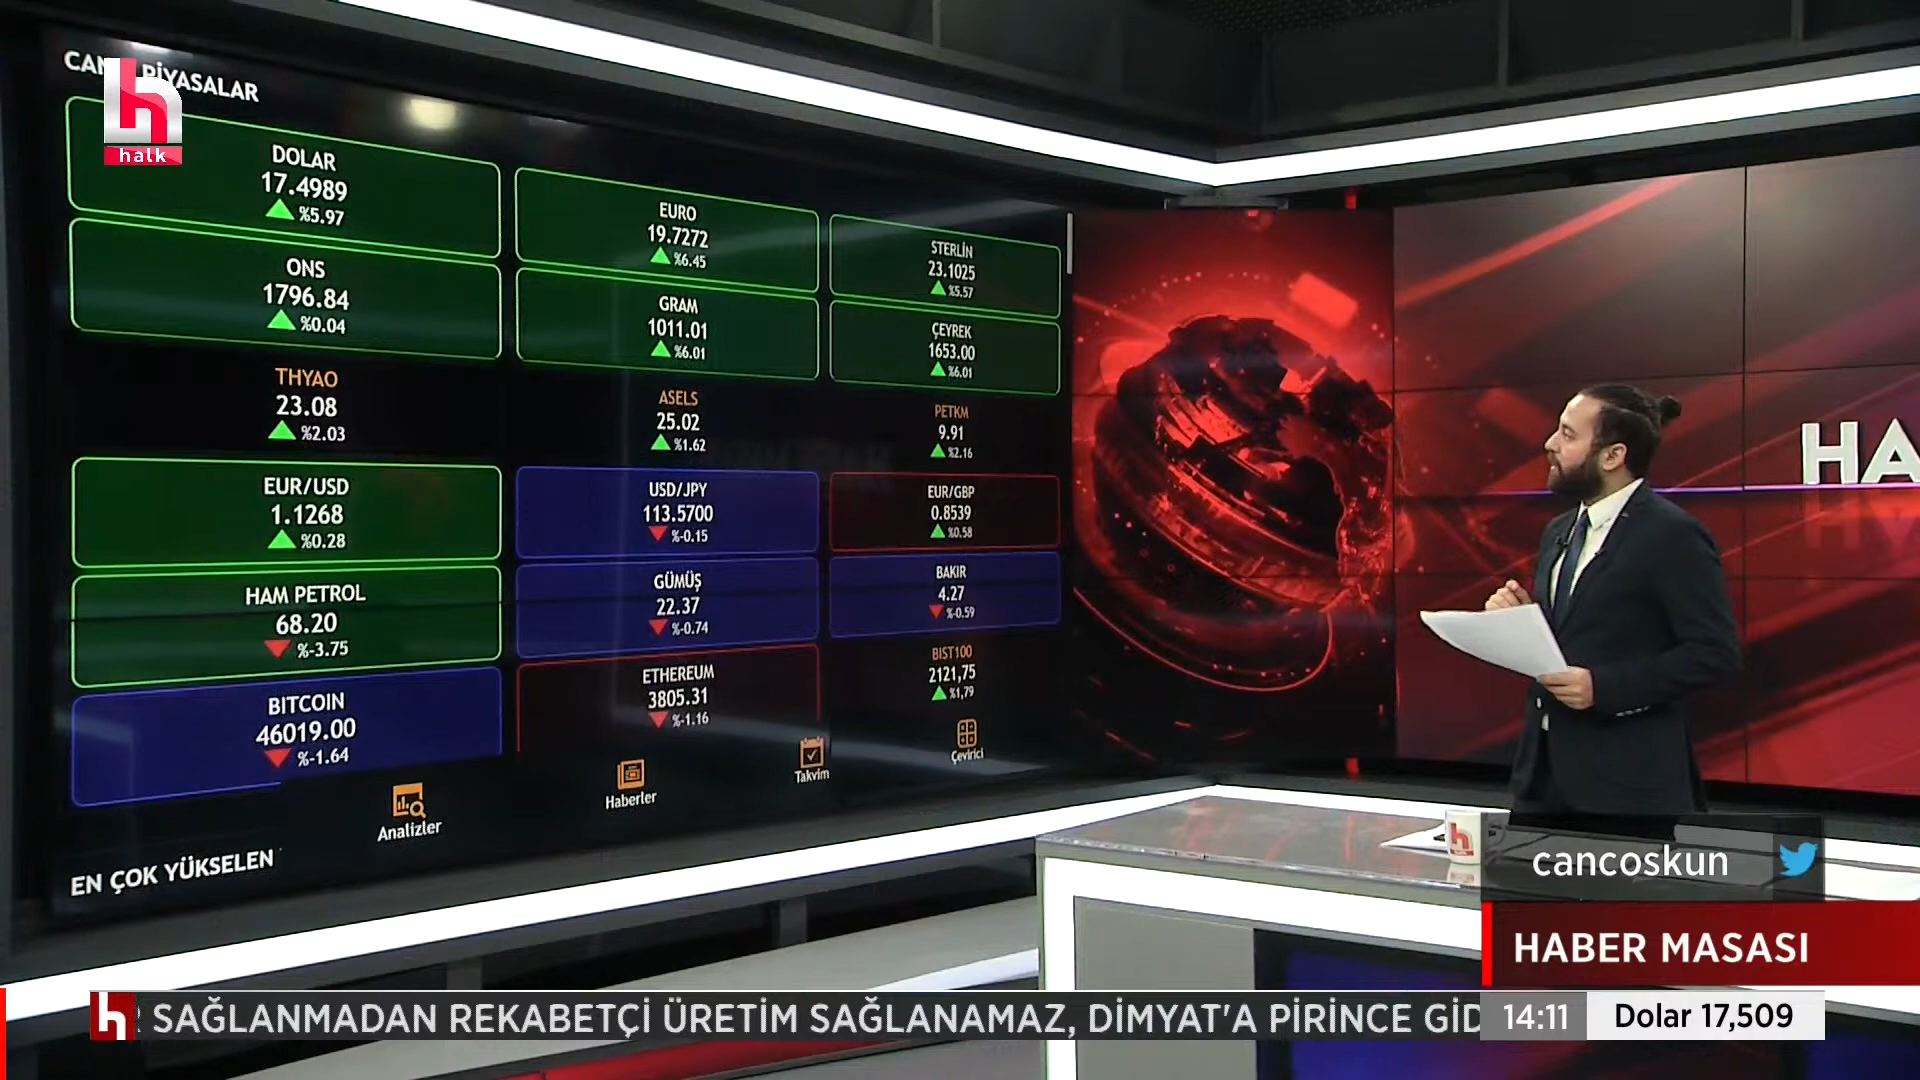 CANLI PİYASALAR
halk
DOLAR
17.4989
%5.97
EURO
19.7272
%6.45
STERLİN
23.1025
%5.57
ONS
1796.84
%0.04
GRAM
1011.01
%6.01
ÇEYREK
1653.00
%6.01
THYAO
23.08
%2.03
ASELS
25.02
%1.62
PETKM
9.91
%2.16
EUR/USD
1.1268
%0.28
USD/JPY
113.5700
%-0.15
EUR/GBP
0.8539
%0.58
HAM PETROL
68.20
%-3.75
GÜMÜŞ
22.37
%-0.74
BAKIR
4.27
%-0.59
BITCOIN
46019.00
%-1.64
ETHEREUM
3805.31
%-1.16
BIST100
2121,75
%1,79
Analizler
Haberler
Takvim
Çevirici
EN ÇOK YÜKSELEN
HA
cancoskun
HABER MASASI
h
R SAĞLANMADAN REKABETÇİ ÜRETİM SAĞLANAMAZ, DİMYAT'A PİRİNCE GİD
14:11
Dolar 17,509